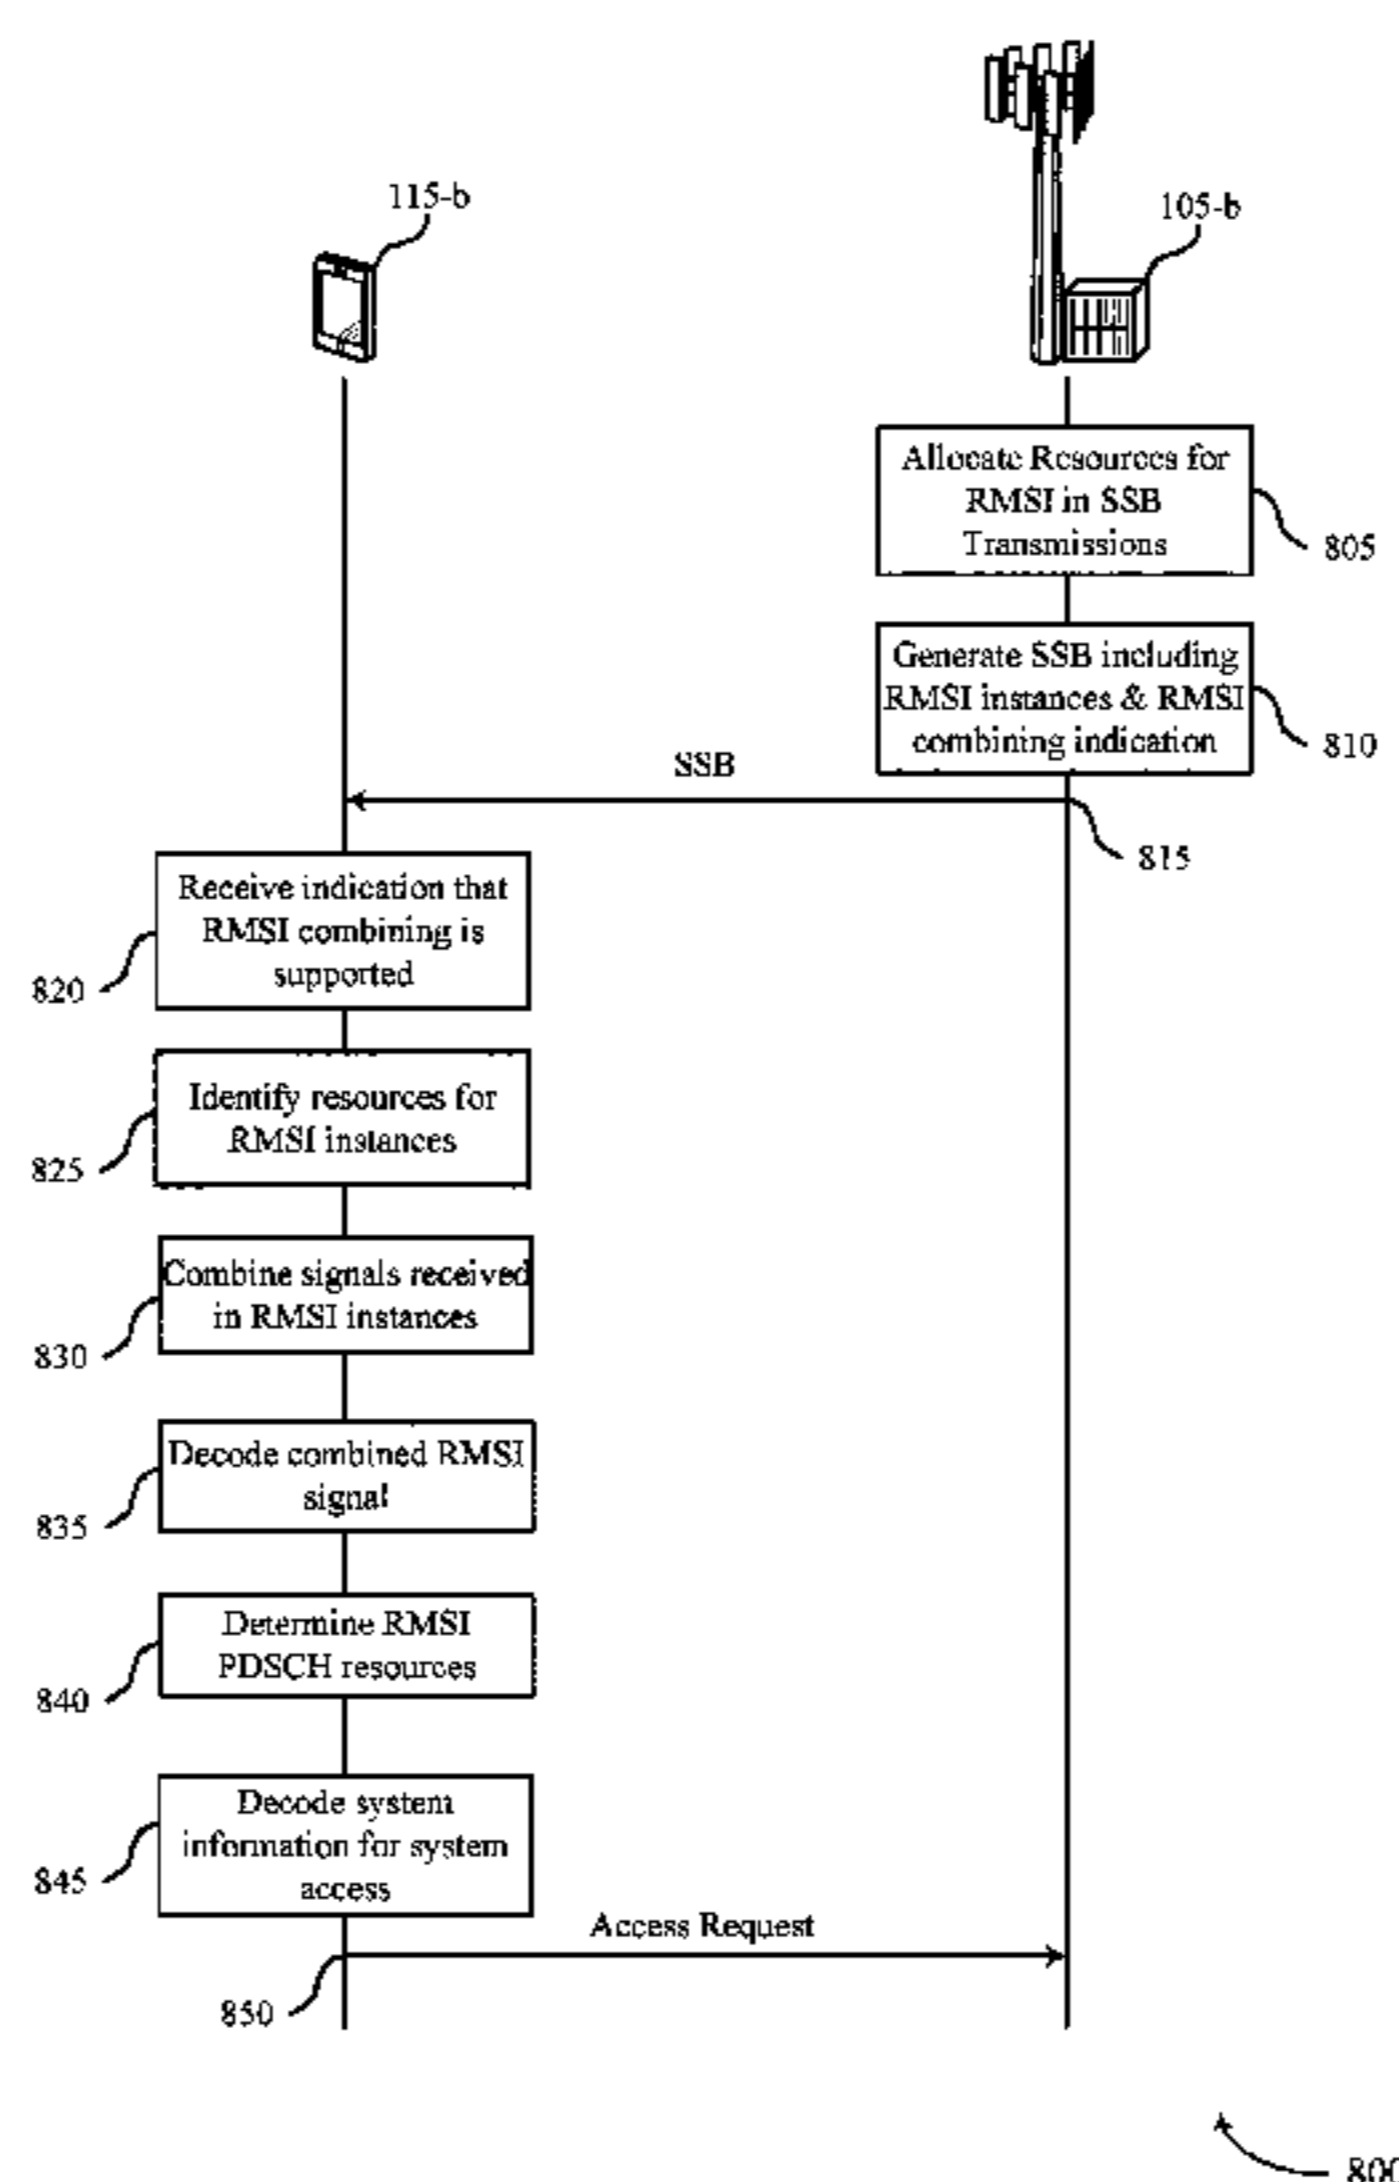 115-b
105-b
Allocate Resources for
RMSI in SSB
Transmissions
805
Generate SSB including
RMSI instances & RMSI
combining indication
810
SSB
815
Receive indication that
RMSI combining is
supported
820
Identify resources for
RMSI instances
825
Combine signals received
in RMSI instances
830
Decode combined RMSI
signal
835
Determine RMSI
PDSCH resources
840
Decode system
information for system
access
845
Access Request
850
800